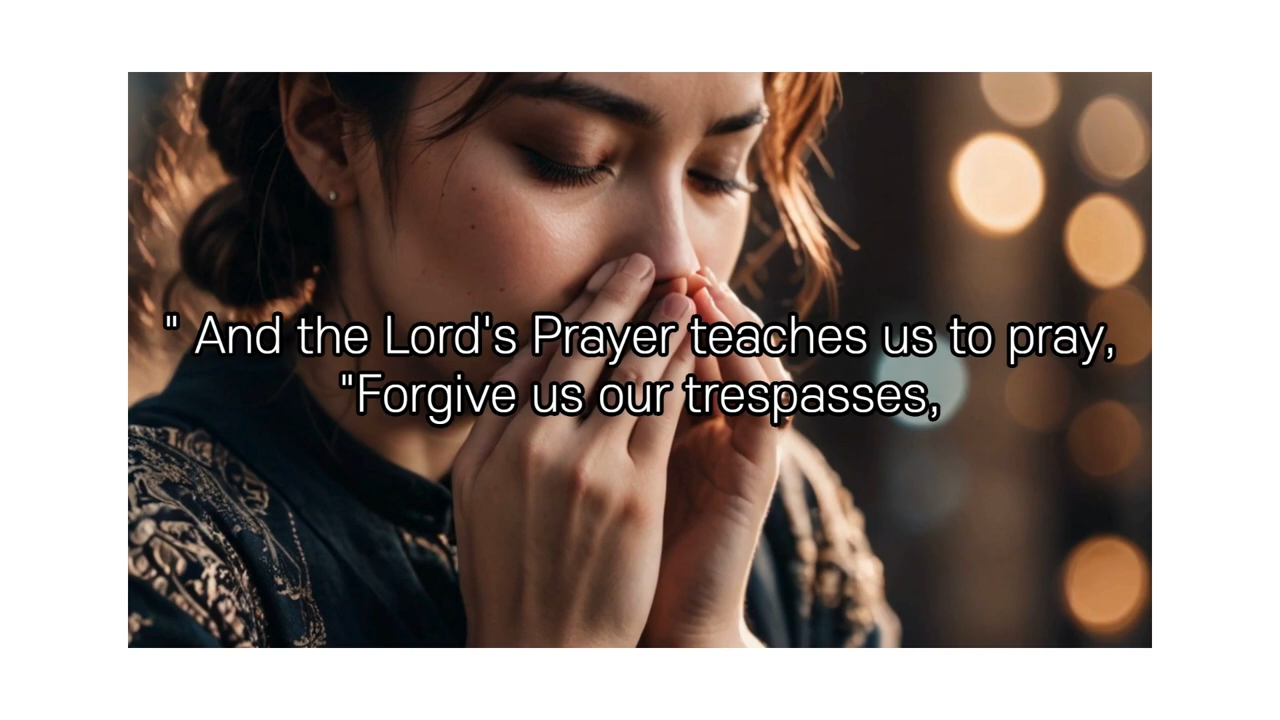 " And the Lord's Prayer teaches us to pray,
"Forgive us our trespasses,